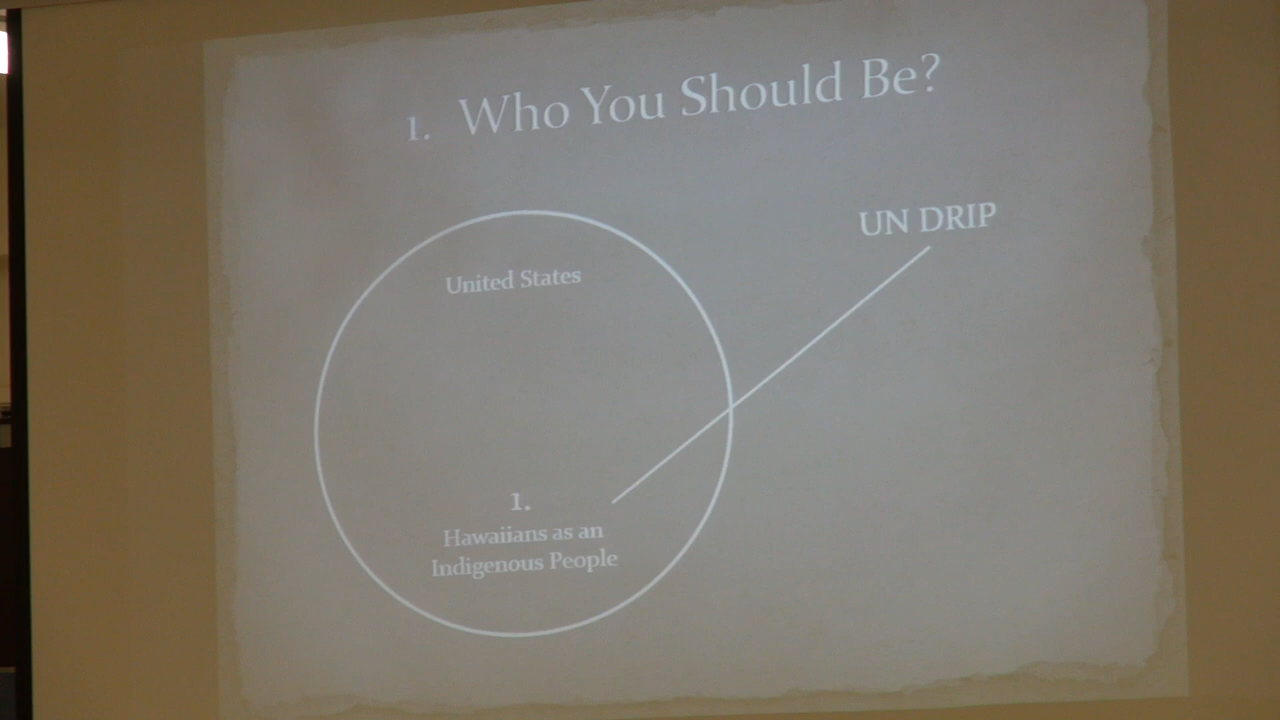 1. Who You Should Be?
UN DRIP
United States
1.
Hawaiians as an
Indigenous People